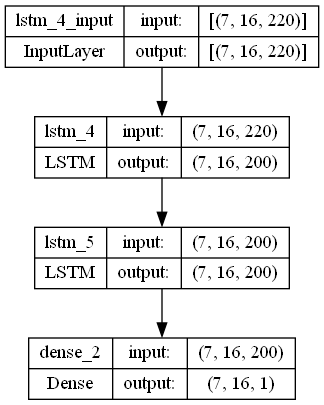 lstm_4_input input: [(7, 16, 220)]
InputLayer output: [(7, 16, 220)]
lstm_4 input: (7, 16, 220)
LSTM output: (7, 16, 200)
lstm_5 input: (7, 16, 200)
LSTM output: (7, 16, 200)
dense_2 input: (7, 16, 200)
Dense output: (7, 16, 1)